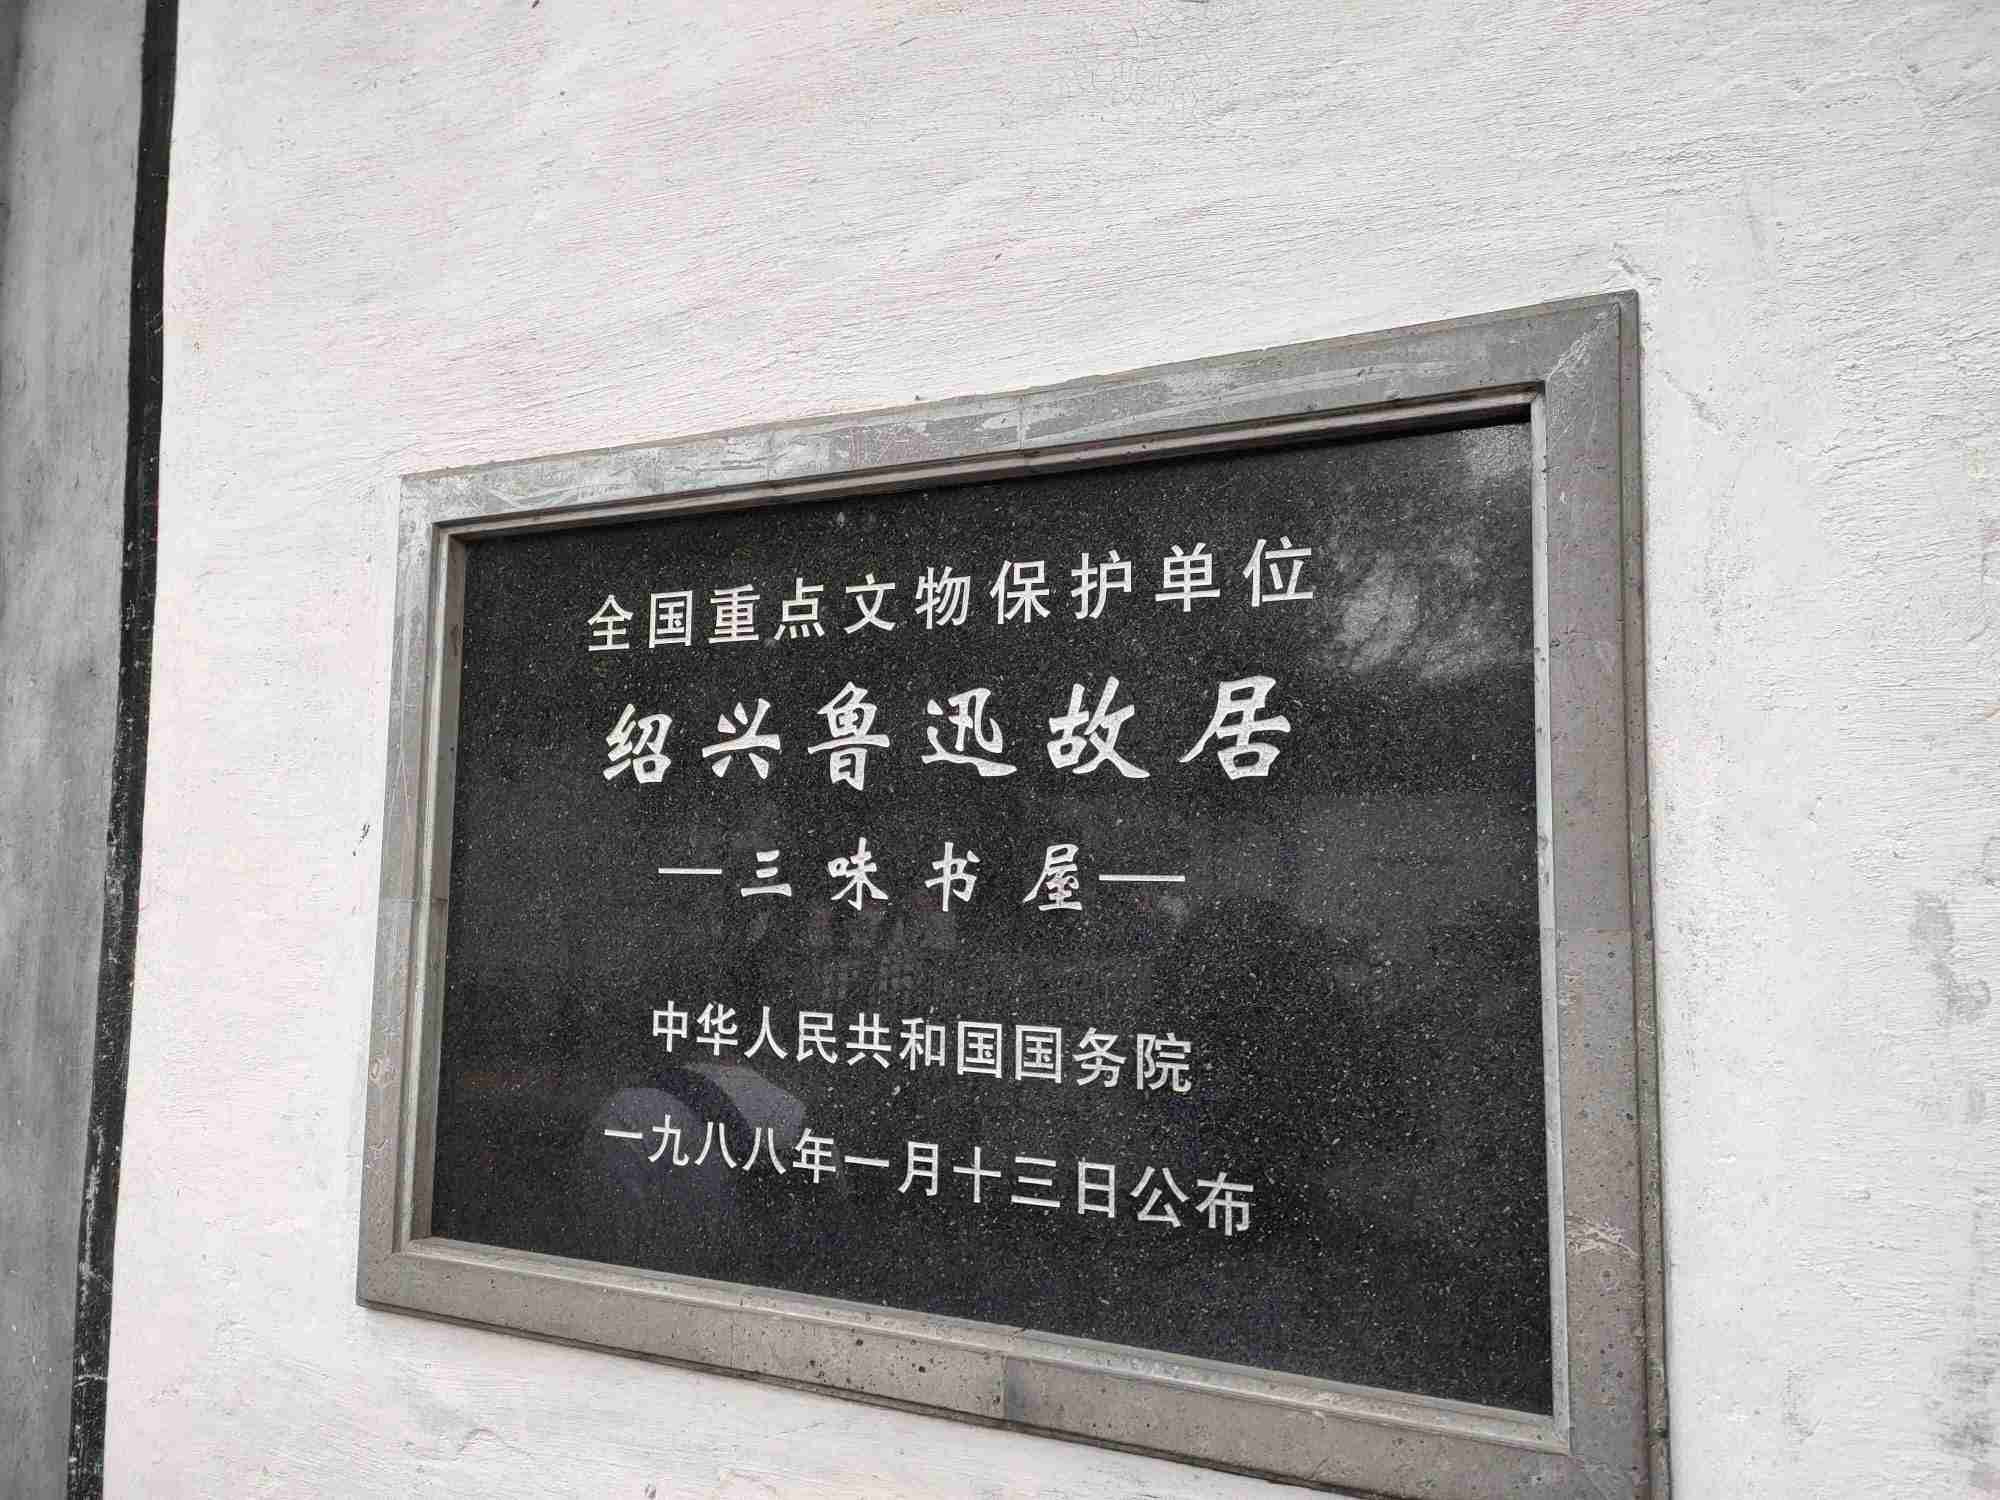 全国重点文物保护单位
绍兴鲁迅故居
—三味书屋—
中华人民共和国国务院
一九八八年一月十三日公布